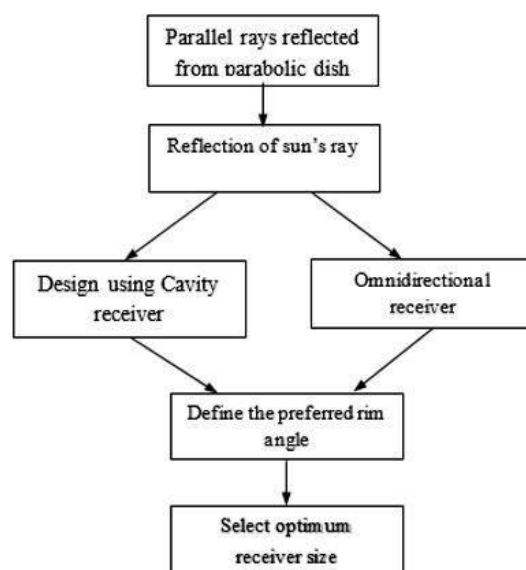 Parallel rays reflected
from parabolic dish
Reflection of sun's ray
Design using Cavity
receiver
Omnidirectional
receiver
Define the preferred rim
angle
Select optimum
receiver size